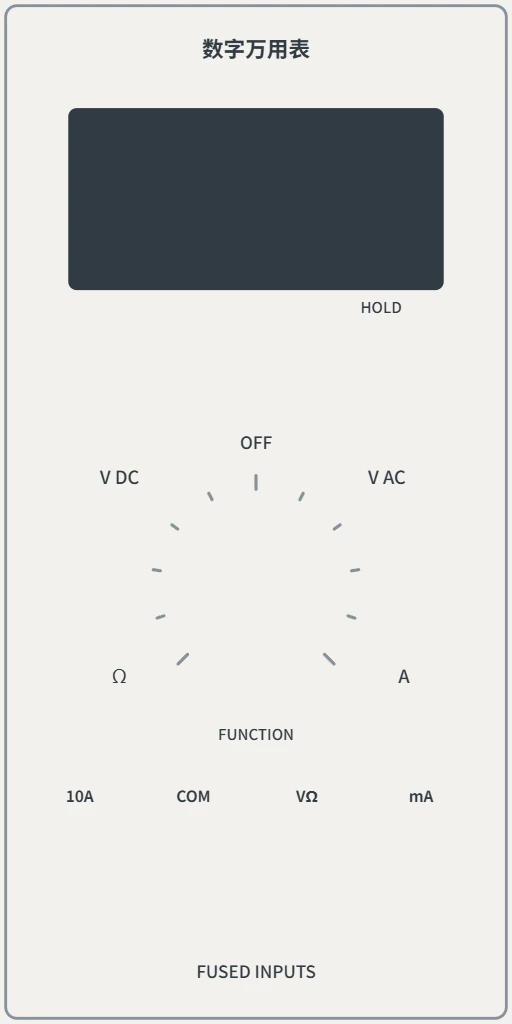 数字万用表
HOLD
OFF
V DC
V AC
Ω
A
FUNCTION
10A
COM
VΩ
mA
FUSED INPUTS